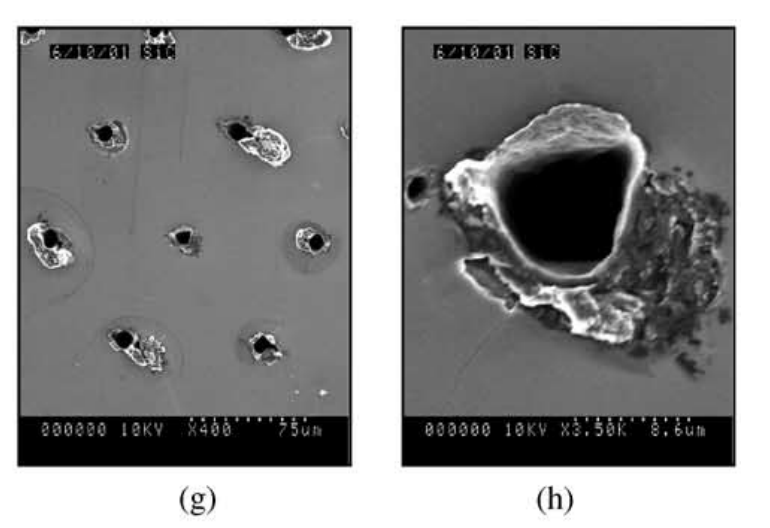 6/10/01 SiC
6/10/01 SiC
000000 10KV X400 75um
000000 10KV X3.50K 8.6um
(g)
(h)